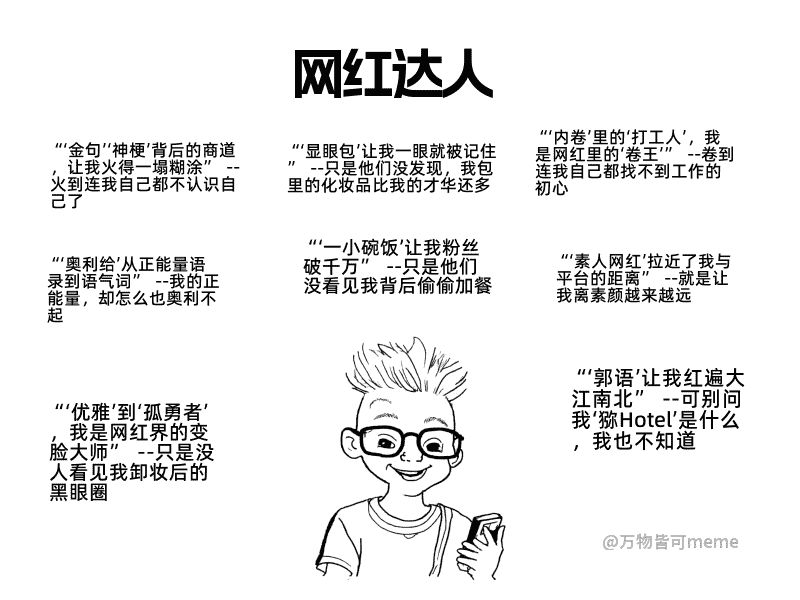 网红达人
“‘金句’‘神梗’背后的商道
，让我火得一塌糊涂” --
火到连我自己都不认识自
己了
“‘显眼包’让我一眼就被记住
” --只是他们没发现，我包
里的化妆品比我的才华还多
“‘内卷’里的‘打工人’，我
是网红里的‘卷王’” --卷到
连我自己都找不到工作的
初心
“‘奥利给’从正能量语
录到语气词” --我的正
能量，却怎么也奥利不
起
“‘一小碗饭’让我粉丝
破千万” --只是他们
没看见我背后偷偷加餐
“‘素人网红’拉近了我与
平台的距离” --就是让
我离素颜越来越远
“‘优雅’到‘孤勇者’
，我是网红界的变
脸大师” --只是没
人看见我卸妆后的
黑眼圈
“‘郭语’让我红遍大
江南北” --可别问
我‘猕Hotel’是什么
，我也不知道
@万物皆可meme